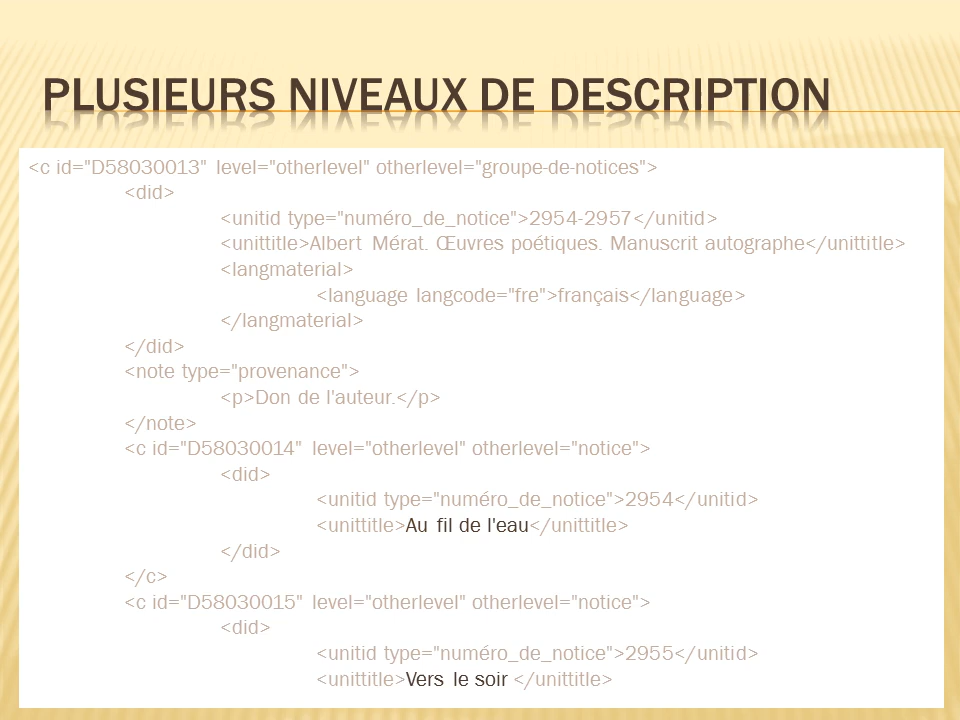 PLUSIEURS NIVEAUX DE DESCRIPTION
<c id="D58030013" level="otherlevel" otherlevel="groupe-de-notices">
<did>
<unitid type="numéro_de_notice">2954-2957</unitid>
<unittitle>Albert Mérat. Œuvres poétiques. Manuscrit autographe</unittitle>
<langmaterial>
<language langcode="fre">français</language>
</langmaterial>
</did>
<note type="provenance">
<p>Don de l'auteur.</p>
</note>
<c id="D58030014" level="otherlevel" otherlevel="notice">
<did>
<unitid type="numéro_de_notice">2954</unitid>
<unittitle>Au fil de l'eau</unittitle>
</did>
</c>
<c id="D58030015" level="otherlevel" otherlevel="notice">
<did>
<unitid type="numéro_de_notice">2955</unitid>
<unittitle>Vers le soir </unittitle>